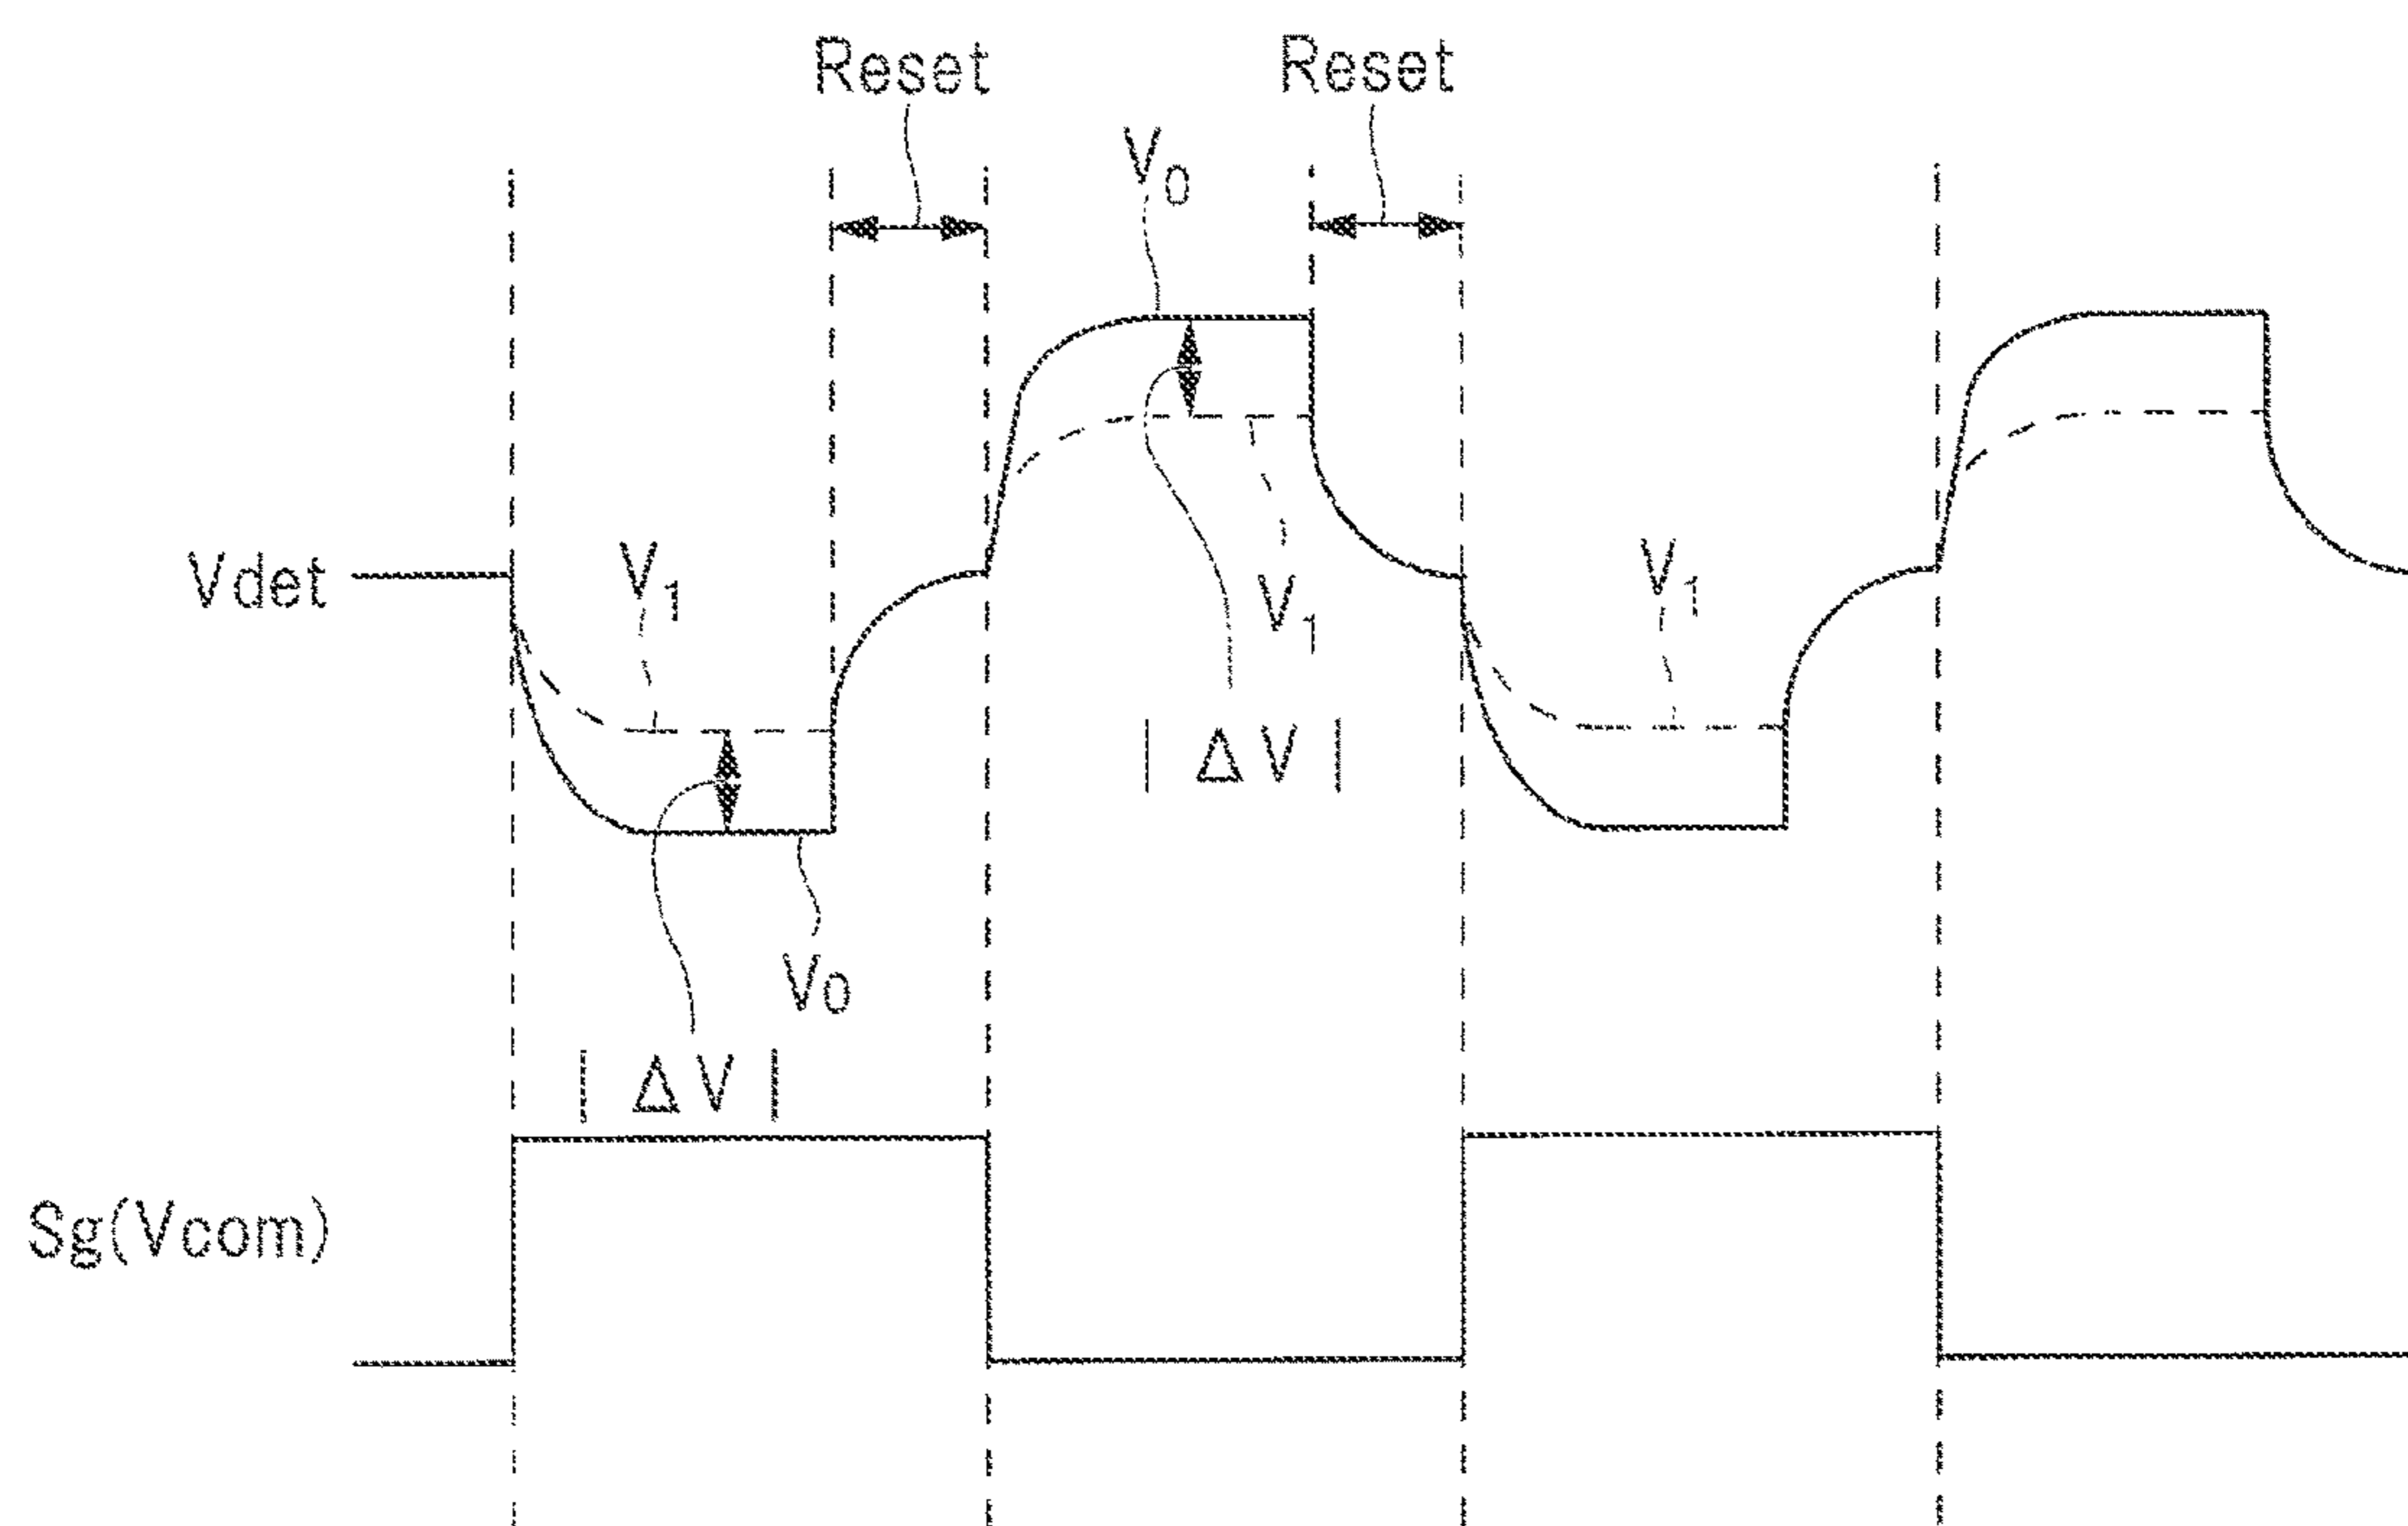 Reset Reset
V₀
Vdet
V₁
V₁
V₁
| ΔV |
V0
| ΔV |
Sg(Vcom)